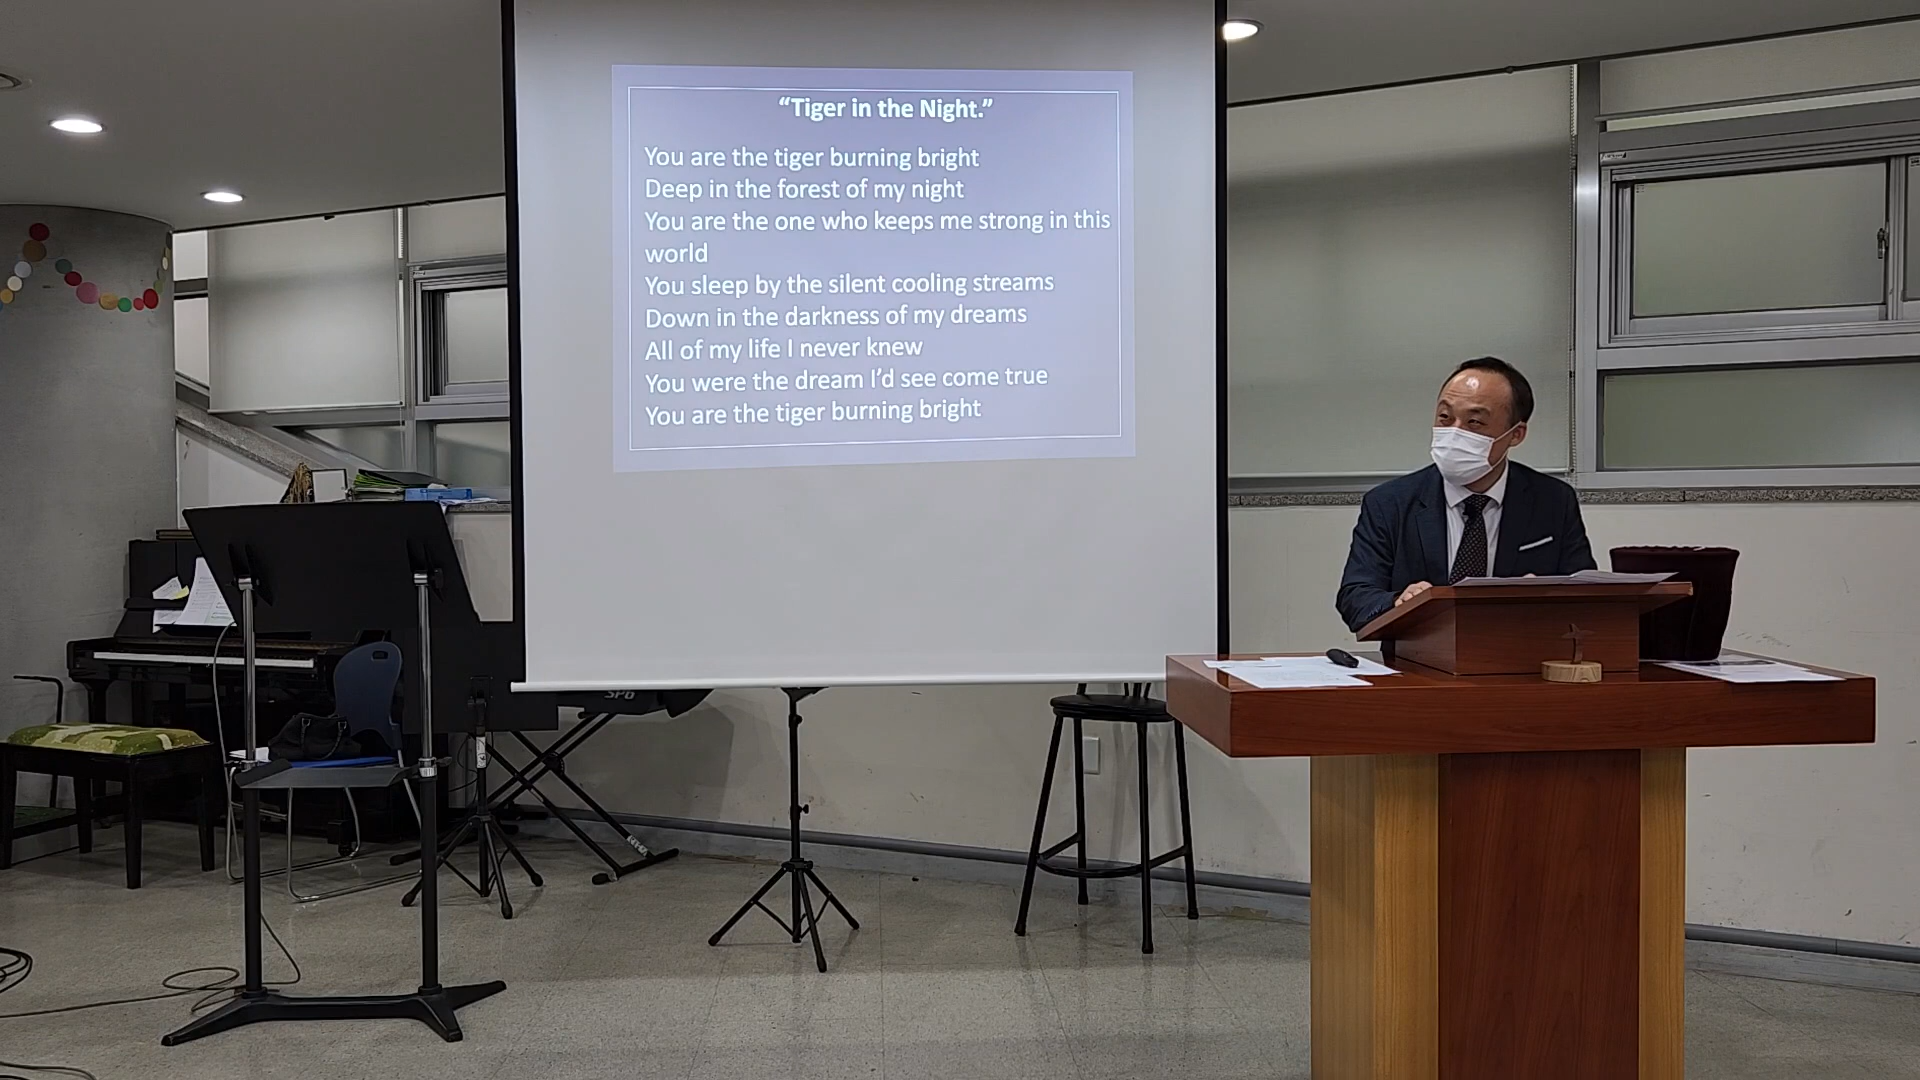 “Tiger in the Night.”
You are the tiger burning bright
Deep in the forest of my night
You are the one who keeps me strong in this
world
You sleep by the silent cooling streams
Down in the darkness of my dreams
All of my life I never knew
You were the dream I’d see come true
You are the tiger burning bright
SP6